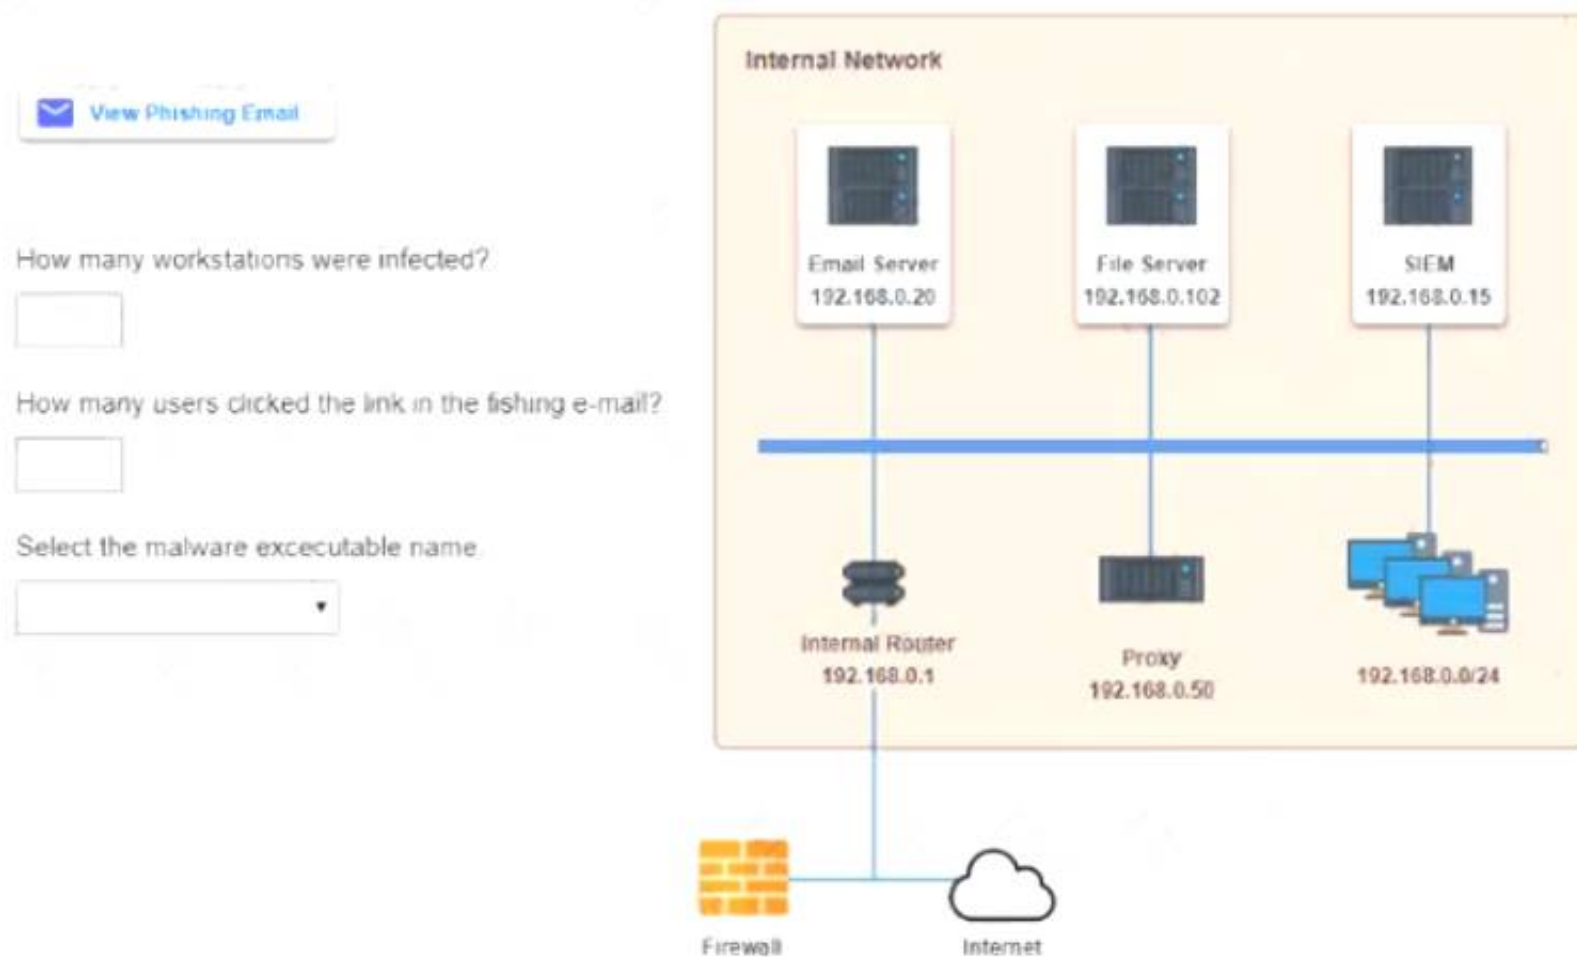 View Phishing Email
How many workstations were infected?
How many users clicked the link in the fishing e-mail?
Select the malware excecutable name
Internal Network
Email Server
192.168.0.20
File Server
192.168.0.102
SIEM
192.168.0.15
Internal Router
192.168.0.1
Proxy
192.168.0.50
192.168.0.0/24
Firewall
Internet